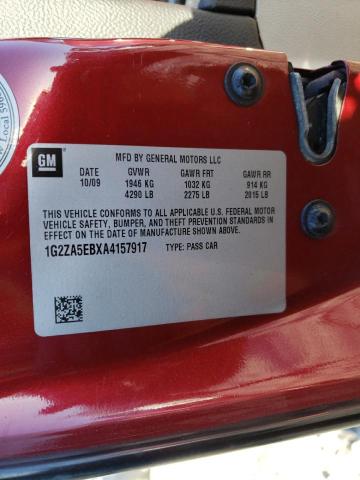 Local 5960
GM
MFD BY GENERAL MOTORS LLC
DATE GVWR GAWR FRT GAWR RR
10/09 1946 KG 1032 KG 914 KG
4290 LB 2275 LB 2015 LB
THIS VEHICLE CONFORMS TO ALL APPLICABLE U.S. FEDERAL MOTOR
VEHICLE SAFETY, BUMPER, AND THEFT PREVENTION STANDARDS
IN EFFECT ON THE DATE OF MANUFACTURE SHOWN ABOVE.
1G2ZA5EBXA4157917 TYPE: PASS CAR